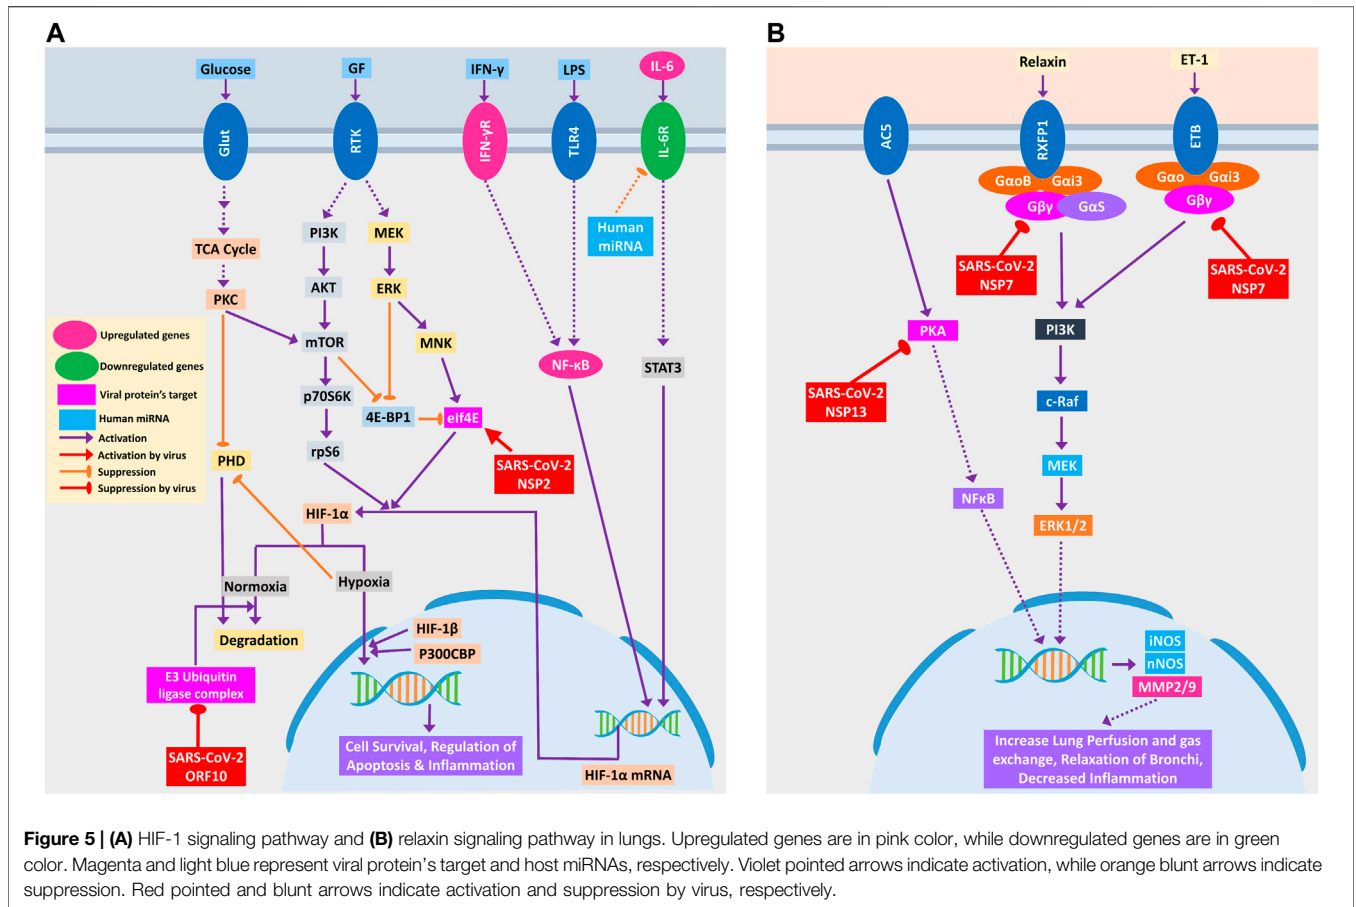 A
Glucose
GF
IFN-γ
LPS
IL-6
Glut
RTK
IFN-γR
TLR4
IL-6R
Human
miRNA
TCA Cycle
PI3K
MEK
PKC
AKT
ERK
mTOR
MNK
NF-κB
STAT3
p70S6K
4E-BP1
eIf4E
rpS6
PHD
SARS-CoV-2
NSP2
Upregulated genes
Downregulated genes
Viral protein's target
Human miRNA
Activation
Activation by virus
Suppression
Suppression by virus
HIF-1α
Normoxia
Hypoxia
Degradation
HIF-1β
P300CBP
E3 Ubiquitin
ligase complex
SARS-CoV-2
ORF10
Cell Survival, Regulation of
Apoptosis & Inflammation
HIF-1α mRNA
B
Relaxin
ET-1
AC5
RXFP1
ETB
GαoB
Gαi3
Gβγ
GαS
Gαo
Gαi3
Gβγ
SARS-CoV-2
NSP7
SARS-CoV-2
NSP7
PKA
PI3K
SARS-CoV-2
NSP13
c-Raf
MEK
NFκB
ERK1/2
iNOS
nNOS
MMP2/9
Increase Lung Perfusion and gas
exchange, Relaxation of Bronchi,
Decreased Inflammation
Figure 5 | (A) HIF-1 signaling pathway and (B) relaxin signaling pathway in lungs. Upregulated genes are in pink color, while downregulated genes are in green
color. Magenta and light blue represent viral protein's target and host miRNAs, respectively. Violet pointed arrows indicate activation, while orange blunt arrows indicate
suppression. Red pointed and blunt arrows indicate activation and suppression by virus, respectively.